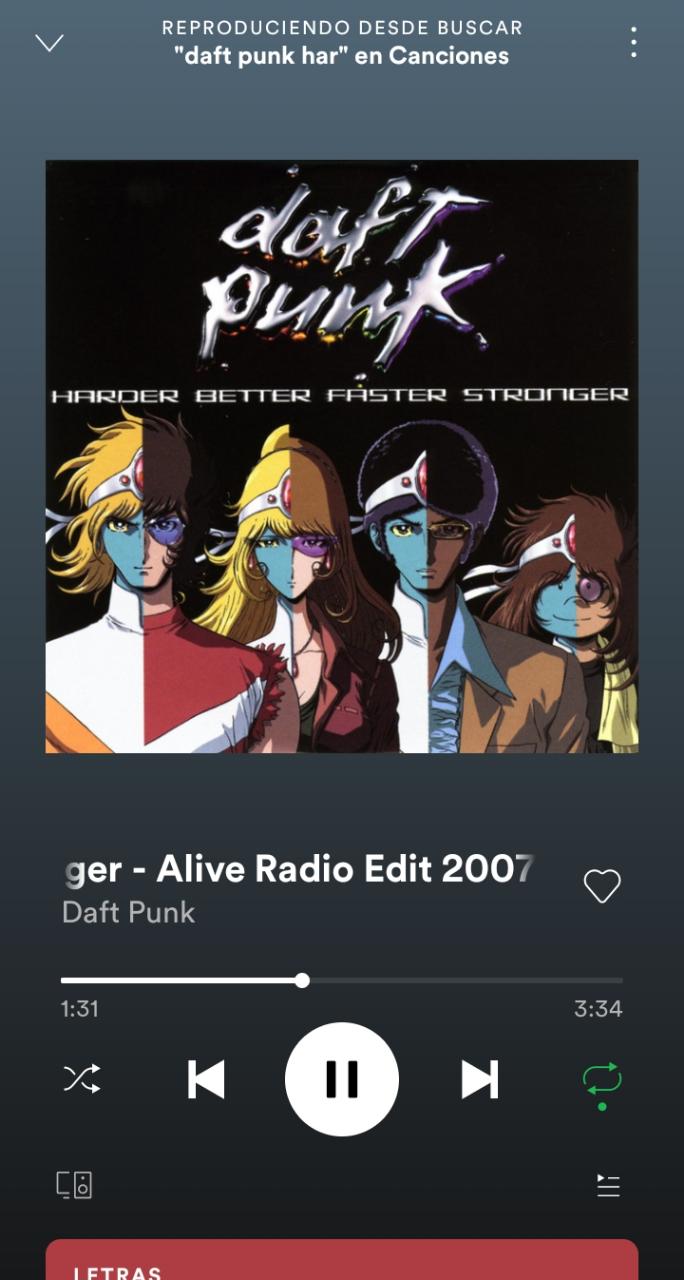 REPRODUCIENDO DESDE BUSCAR
"daft punk har" en Canciones
daft
punk
HARDER BETTER FASTER STRONGER
ger - Alive Radio Edit 2007
Daft Punk
1:31
3:34
LETRAS